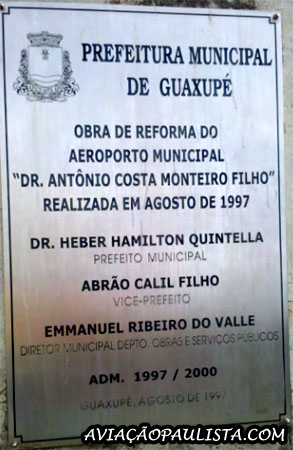 PREFEITURA MUNICIPAL
DE GUAXUPÉ
OBRA DE REFORMA DO
AEROPORTO MUNICIPAL
“DR. ANTÔNIO COSTA MONTEIRO FILHO”
REALIZADA EM AGOSTO DE 1997
DR. HEBER HAMILTON QUINTELLA
PREFEITO MUNICIPAL
ABRÃO CALIL FILHO
VICE-PREFEITO
EMMANUEL RIBEIRO DO VALLE
DIRETOR MUNICIPAL DEPTO. OBRAS E SERVIÇOS PÚBLICOS
ADM. 1997 / 2000
GUAXUPÉ, AGOSTO DE 1997
AVIAÇÃOPAULISTA.COM